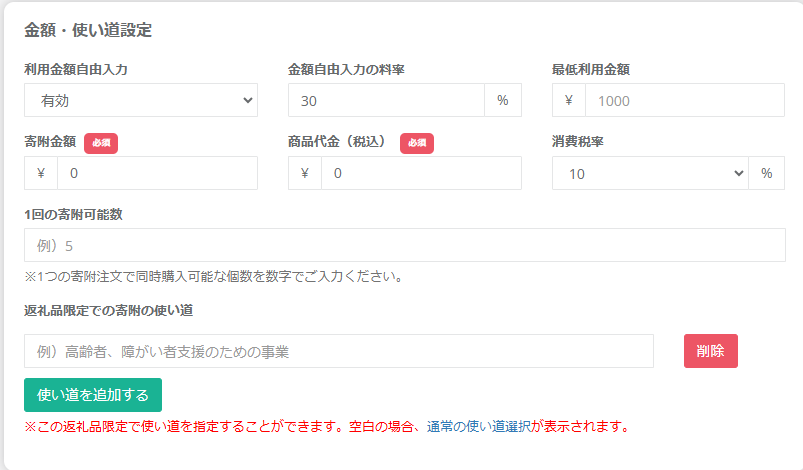 金額・使い道設定
利用金額自由入力 金額自由入力の料率 最低利用金額
有効 30 % ¥ 1000
寄附金額 必須 商品代金（税込） 必須 消費税率
¥ 0 ¥ 0 10 %
1回の寄附可能数
例）5
※1つの寄附注文で同時購入可能な個数を数字でご入力ください。
返礼品限定での寄附の使い道
例）高齢者、障がい者支援のための事業 削除
使い道を追加する
※この返礼品限定で使い道を指定することができます。空白の場合、通常の使い道選択が表示されます。